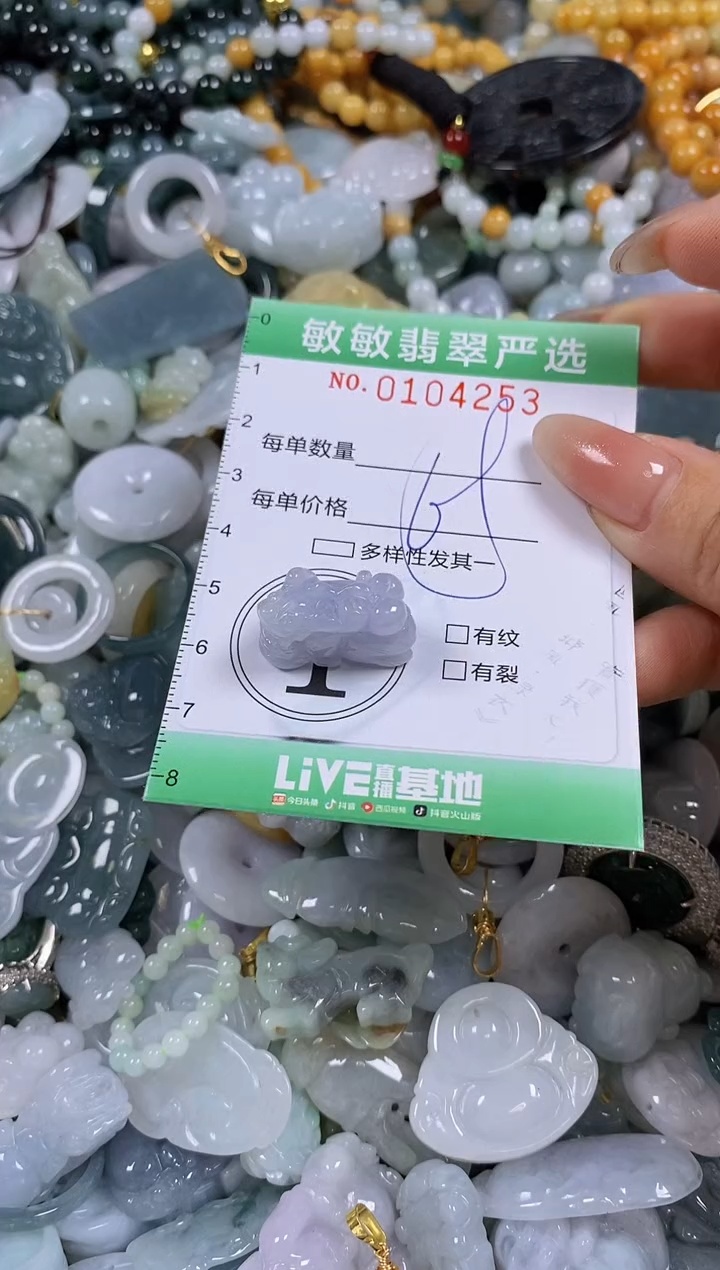 0
敏敏翡翠严选
1
NO.0104253
2
每单数量
3
每单价格
4
多样性发其一
5
有纹
6
有裂
7
LiVE直播基地
8
今日头条 抖音 西瓜视频 抖音火山版